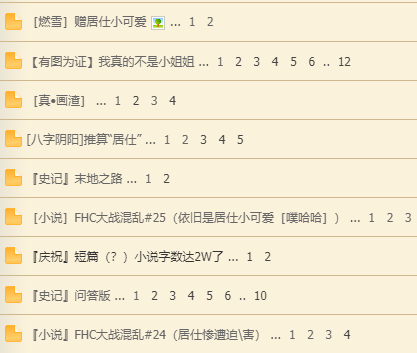 ［燃雪］赠居仕小可爱 ... 1 2
【有图为证】我真的不是小姐姐 ... 1 2 3 4 5 6 .. 12
［真•画渣］ ... 1 2 3 4
[八字阴阳]推算“居仕” ... 1 2 3 4 5
『史记』末地之路 ... 1 2
［小说］FHC大战混乱#25（依旧是居仕小可爱［噗哈哈］） ... 1 2 3
『庆祝』短篇（？）小说字数达2W了 ... 1 2
『史记』问答版 ... 1 2 3 4 5 6 .. 10
『小说』FHC大战混乱#24（居仕惨遭迫\害） ... 1 2 3 4